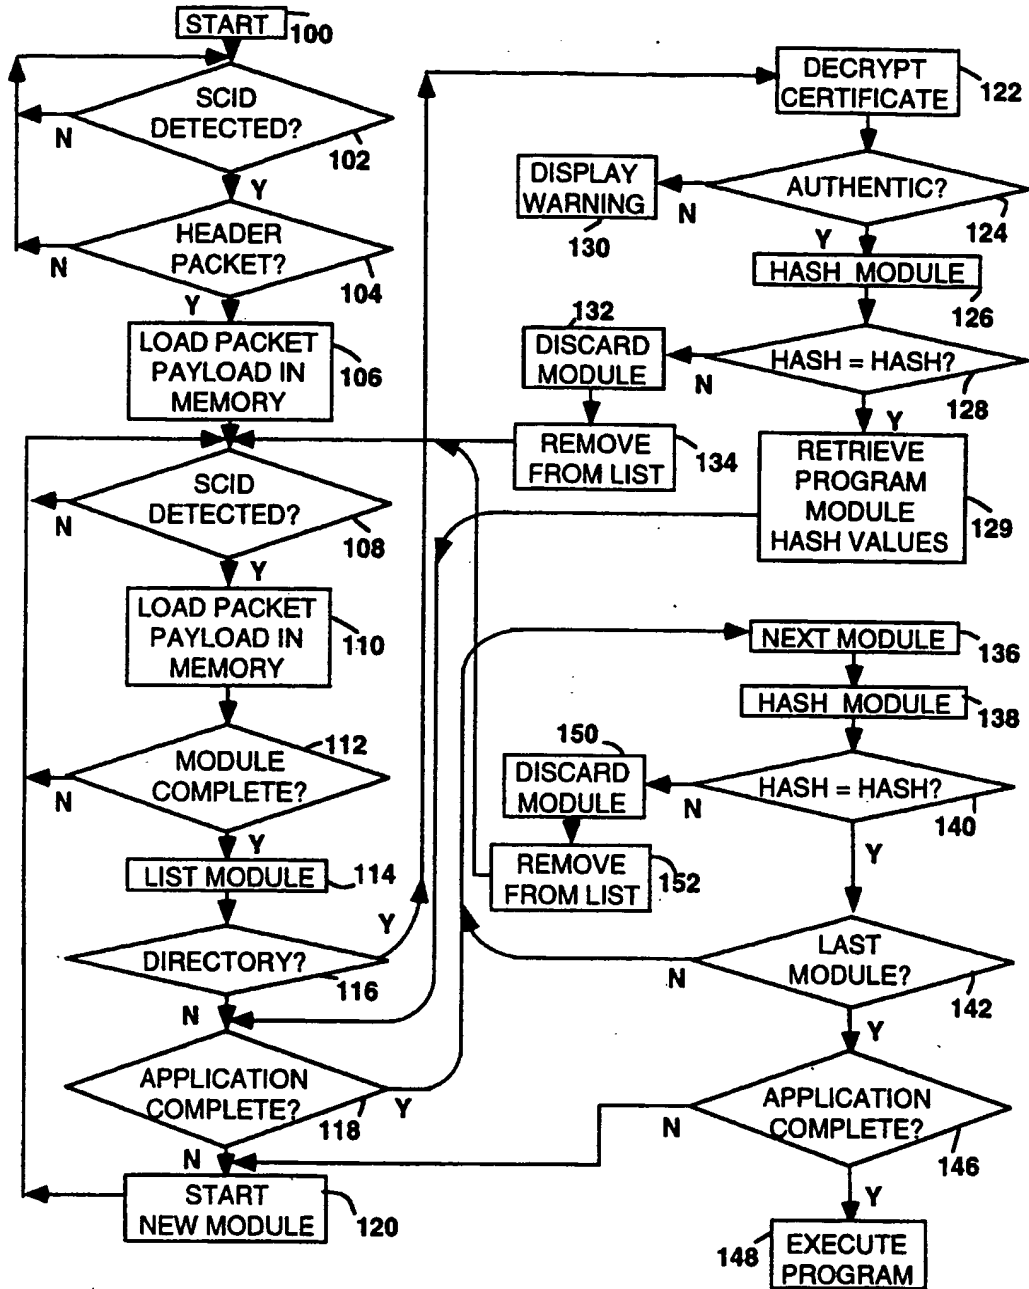 START
100
SCID
DETECTED?
102
N
Y
HEADER
PACKET?
104
N
Y
LOAD PACKET
PAYLOAD IN
MEMORY
106
SCID
DETECTED?
108
N
Y
LOAD PACKET
PAYLOAD IN
MEMORY
110
MODULE
COMPLETE?
112
N
Y
LIST MODULE
114
DIRECTORY?
116
Y
N
APPLICATION
COMPLETE?
118
Y
N
START
NEW MODULE
120
DECRYPT
CERTIFICATE
122
AUTHENTIC?
124
N
Y
DISPLAY
WARNING
130
HASH MODULE
126
HASH = HASH?
128
N
Y
132
DISCARD
MODULE
REMOVE
FROM LIST
134
RETRIEVE
PROGRAM
MODULE
HASH VALUES
129
NEXT MODULE
136
HASH MODULE
138
HASH = HASH?
140
N
Y
150
DISCARD
MODULE
REMOVE
FROM LIST
152
LAST
MODULE?
142
N
Y
APPLICATION
COMPLETE?
146
N
Y
148
EXECUTE
PROGRAM